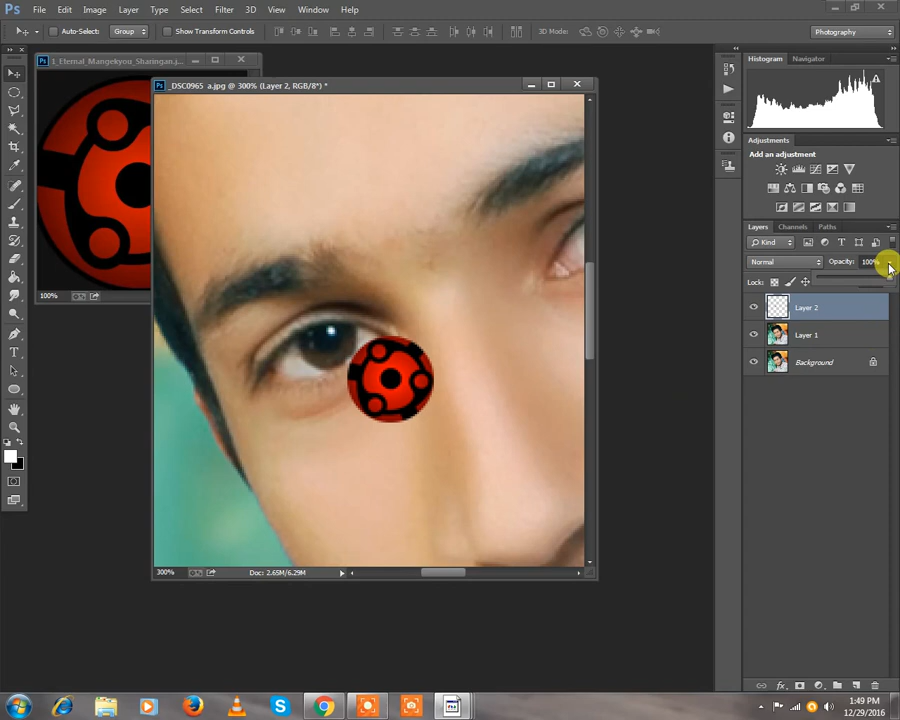 Ps File Edit Image Layer Type Select Filter 3D View Window Help
Auto-Select: Group Show Transform Controls 3D Mode: Photography
Ps 1_Eternal_Mangekyou_Sharingan.j...
Ps _DSC0965 a.jpg @ 300% (Layer 2, RGB/8*) *
Histogram Navigator
Adjustments
Add an adjustment
Layers Channels Paths
Kind
Normal Opacity: 100%
Lock:
Layer 2
Layer 1
Background
100%
300% Doc: 2.65M/6.29M
fx
1:49 PM
12/29/2016